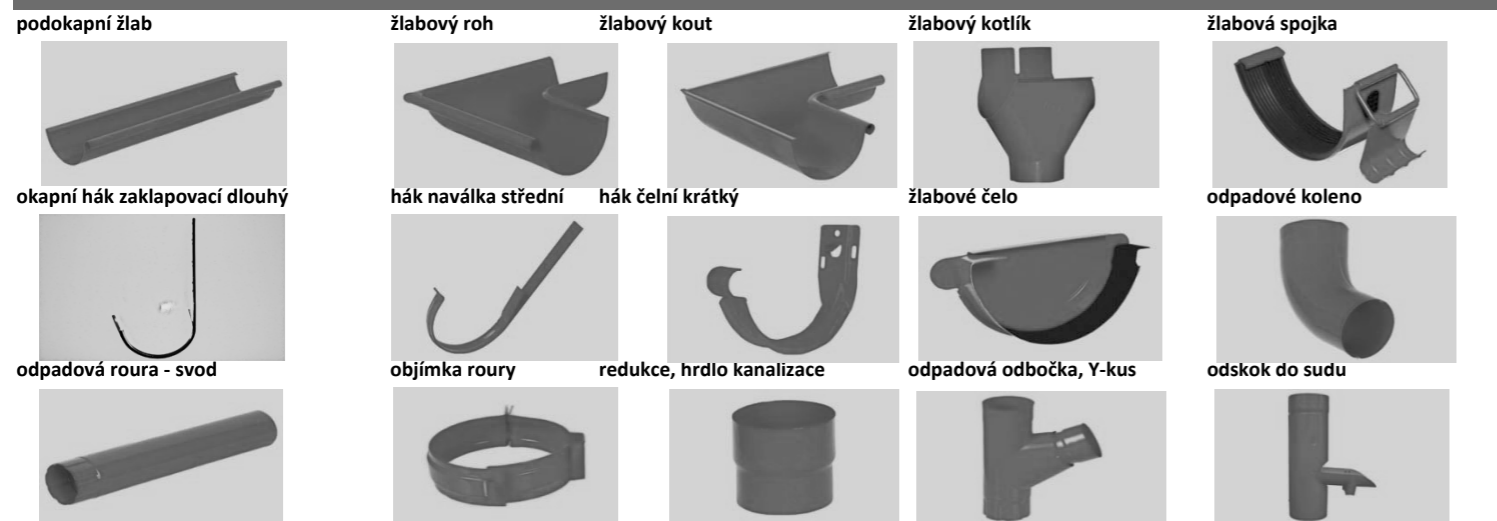 podokapní žlab
žlabový roh
žlabový kout
žlabový kotlík
žlabová spojka
okapní hák zaklapovací dlouhý
hák naválka střední
hák čelní krátký
žlabové čelo
odpadové koleno
odpadová roura - svod
objímka roury
redukce, hrdlo kanalizace
odpadová odbočka, Y-kus
odskok do sudu